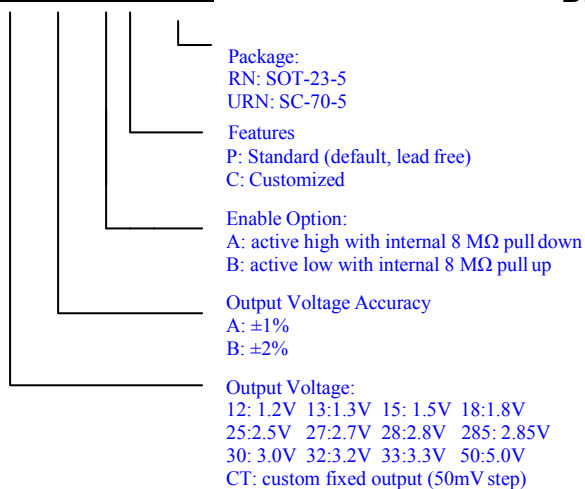 Package:
RN: SOT-23-5
URN: SC-70-5
Features
P: Standard (default, lead free)
C: Customized
Enable Option:
A: active high with internal 8 MΩ pull down
B: active low with internal 8 MΩ pull up
Output Voltage Accuracy
A: ±1%
B: ±2%
Output Voltage:
12: 1.2V 13:1.3V 15: 1.5V 18:1.8V
25:2.5V 27:2.7V 28:2.8V 285: 2.85V
30: 3.0V 32:3.2V 33:3.3V 50:5.0V
CT: custom fixed output (50mV step)